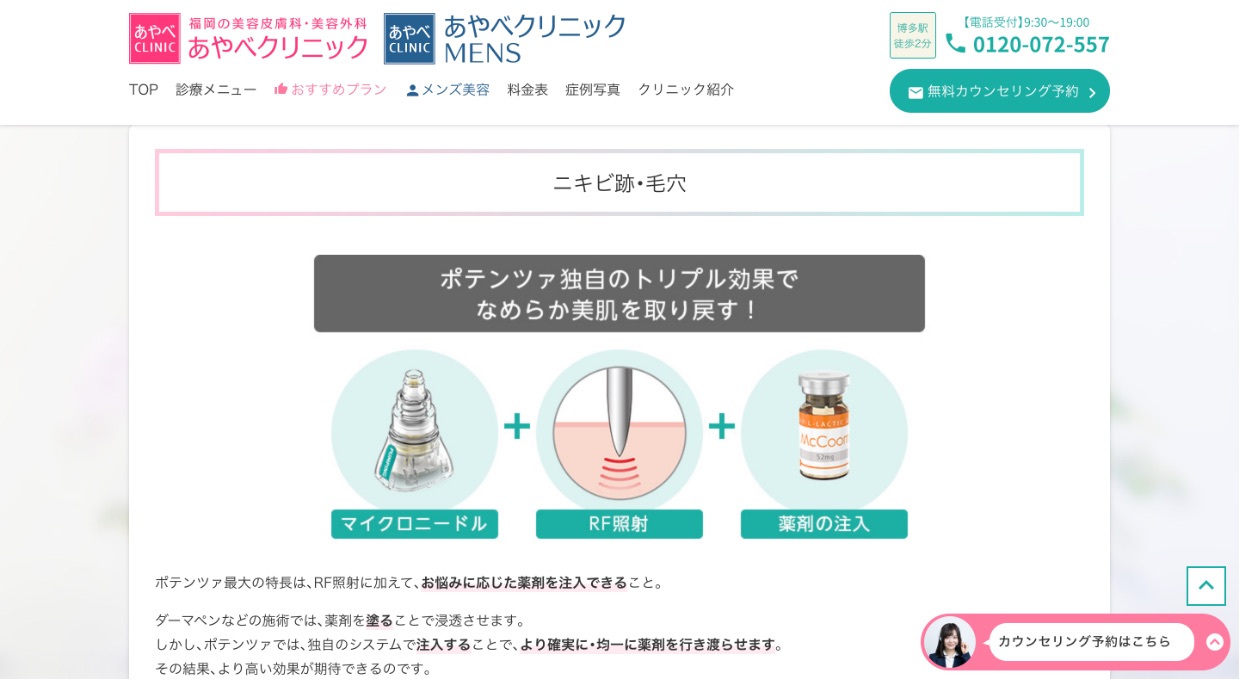 あやべ
CLINIC
福岡の美容皮膚科・美容外科
あやべクリニック
あやべ
CLINIC
あやべクリニック
MENS
博多駅
徒歩2分
【電話受付】9:30～19:00
0120-072-557
TOP 診療メニュー おすすめプラン メンズ美容 料金表 症例写真 クリニック紹介
無料カウンセリング予約
ニキビ跡・毛穴
ポテンツァ独自のトリプル効果で
なめらか美肌を取り戻す！
L-LACTIC
McCoom
52mg
マイクロニードル
RF照射
薬剤の注入
ポテンツァ最大の特長は、RF照射に加えて、お悩みに応じた薬剤を注入できること。
ダーマペンなどの施術では、薬剤を塗ることで浸透させます。
しかし、ポテンツァでは、独自のシステムで注入することで、より確実に・均一に薬剤を行き渡らせます。
その結果、より高い効果が期待できるのです。
カウンセリング予約はこちら